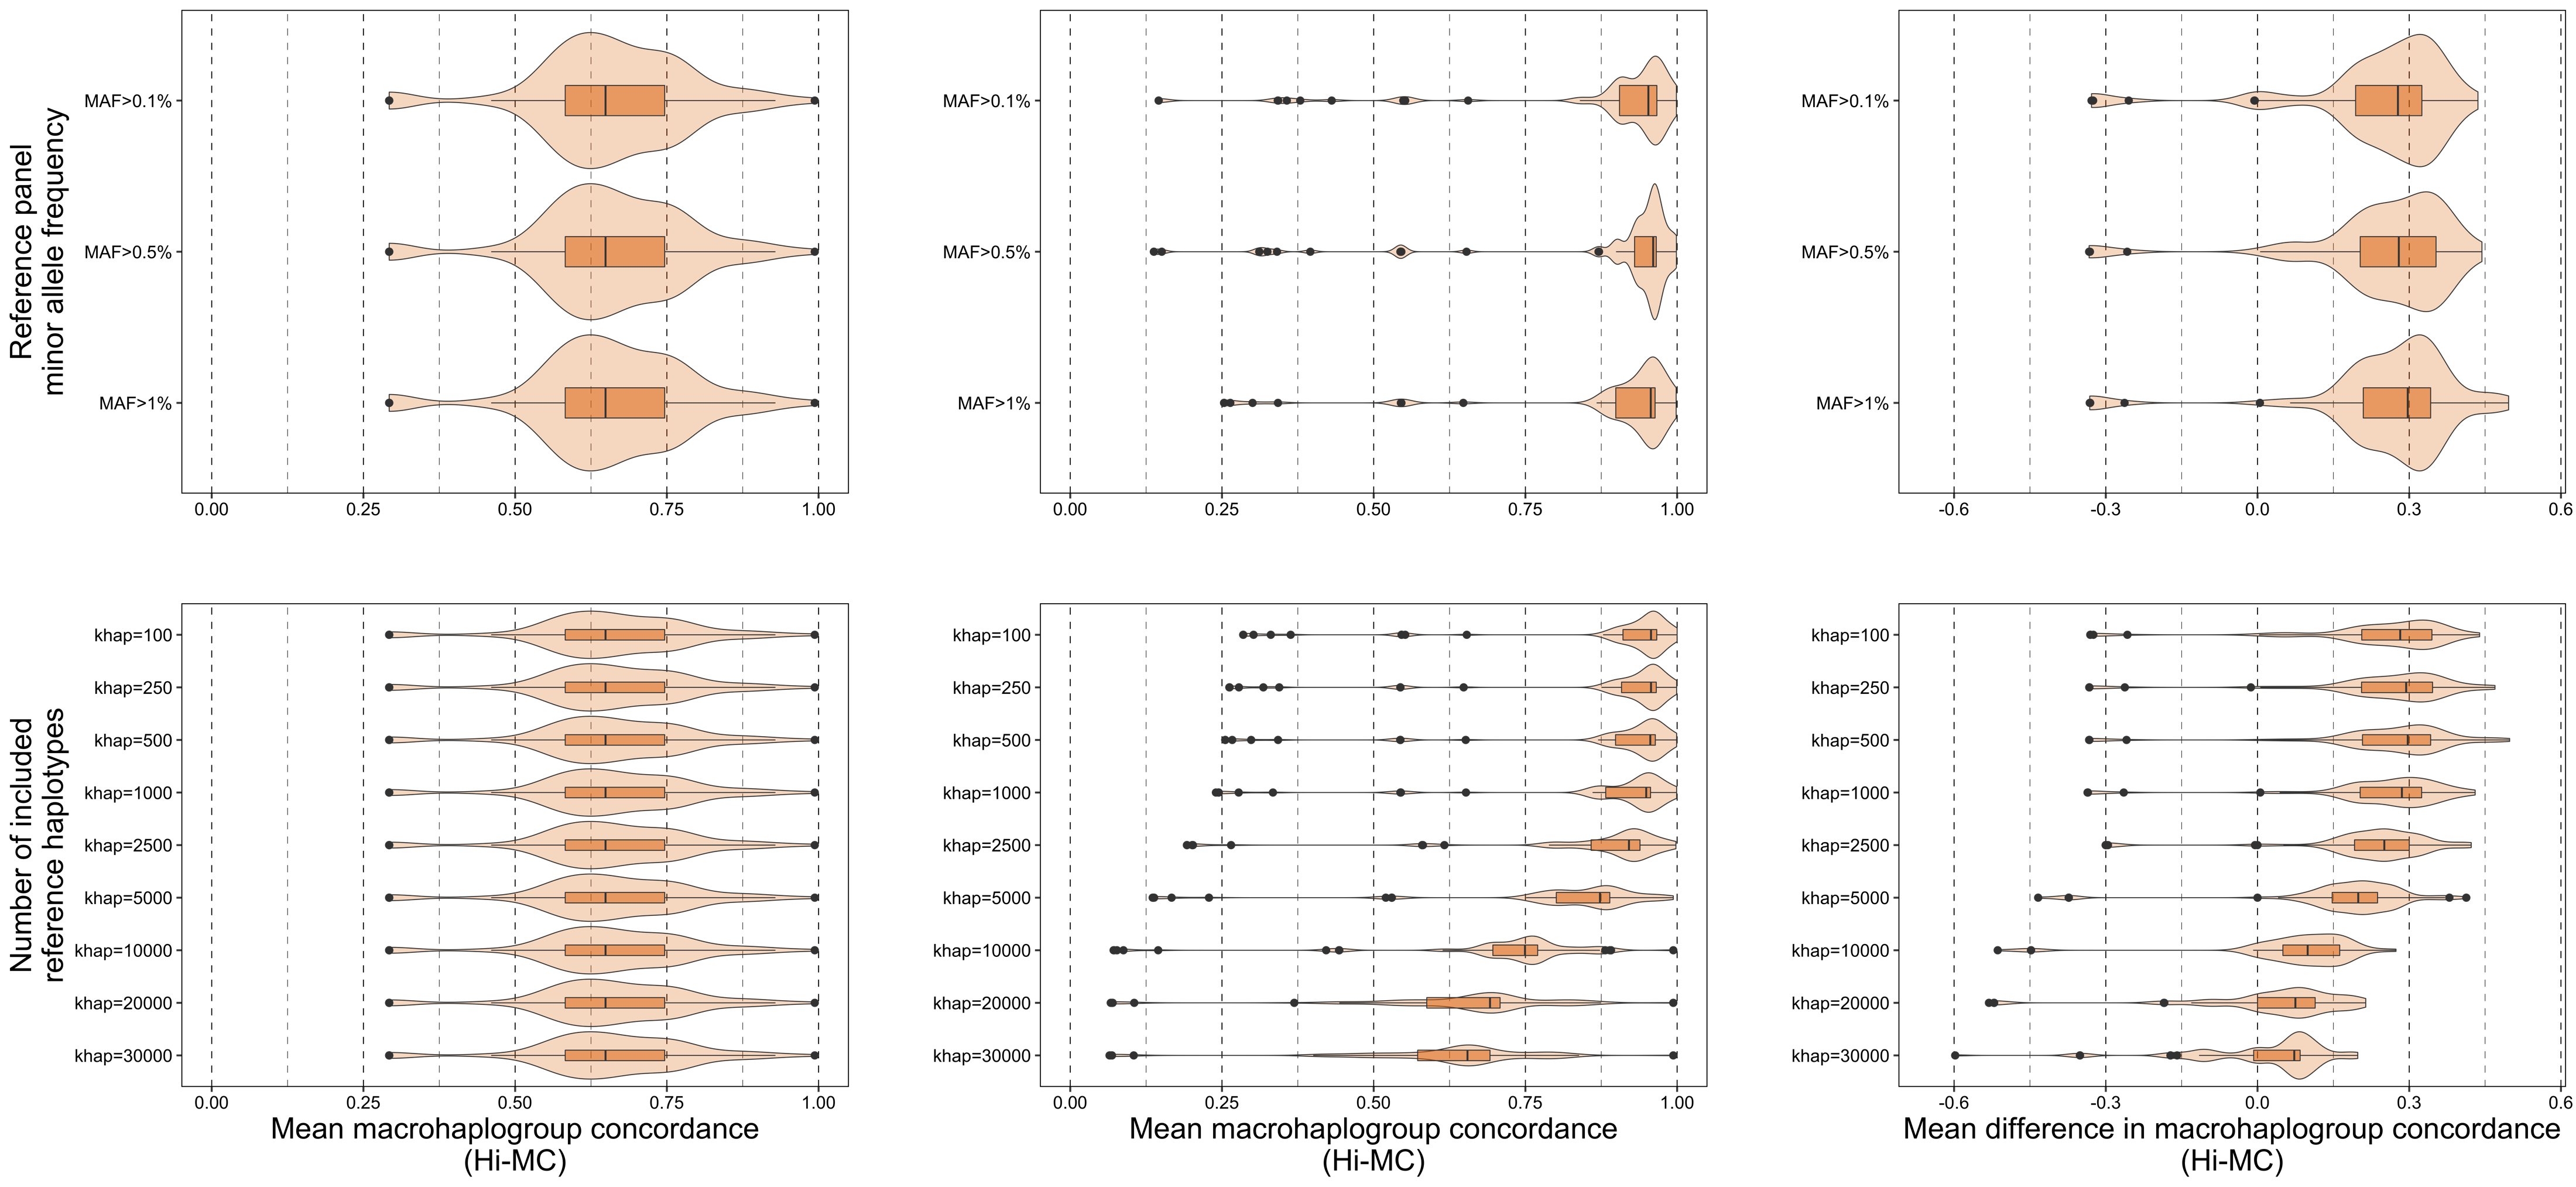 Reference panel
minor allele frequency
MAF>0.1%
MAF>0.5%
MAF>1%
0.00 0.25 0.50 0.75 1.00
MAF>0.1%
MAF>0.5%
MAF>1%
0.00 0.25 0.50 0.75 1.00
MAF>0.1%
MAF>0.5%
MAF>1%
-0.6 -0.3 0.0 0.3 0.6
Number of included
reference haplotypes
khap=100
khap=250
khap=500
khap=1000
khap=2500
khap=5000
khap=10000
khap=20000
khap=30000
0.00 0.25 0.50 0.75 1.00
Mean macrohaplogroup concordance
(Hi-MC)
khap=100
khap=250
khap=500
khap=1000
khap=2500
khap=5000
khap=10000
khap=20000
khap=30000
0.00 0.25 0.50 0.75 1.00
Mean macrohaplogroup concordance
(Hi-MC)
khap=100
khap=250
khap=500
khap=1000
khap=2500
khap=5000
khap=10000
khap=20000
khap=30000
-0.6 -0.3 0.0 0.3 0.6
Mean difference in macrohaplogroup concordance
(Hi-MC)